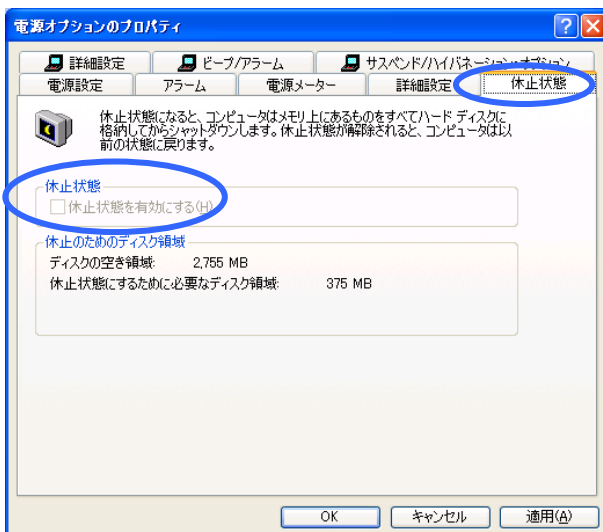 電源オプションのプロパティ
詳細設定 ビープ/アラーム サスペンド/ハイバネーション・オプション
電源設定 アラーム 電源メーター 詳細設定 休止状態
休止状態になると、コンピュータはメモリ上にあるものをすべてハード ディスクに
格納してからシャットダウンします。休止状態が解除されると、コンピュータは以
前の状態に戻ります。
休止状態
休止状態を有効にする(H)
休止のためのディスク領域
ディスクの空き領域: 2,755 MB
休止状態にするために必要なディスク領域: 375 MB
OK キャンセル 適用(A)